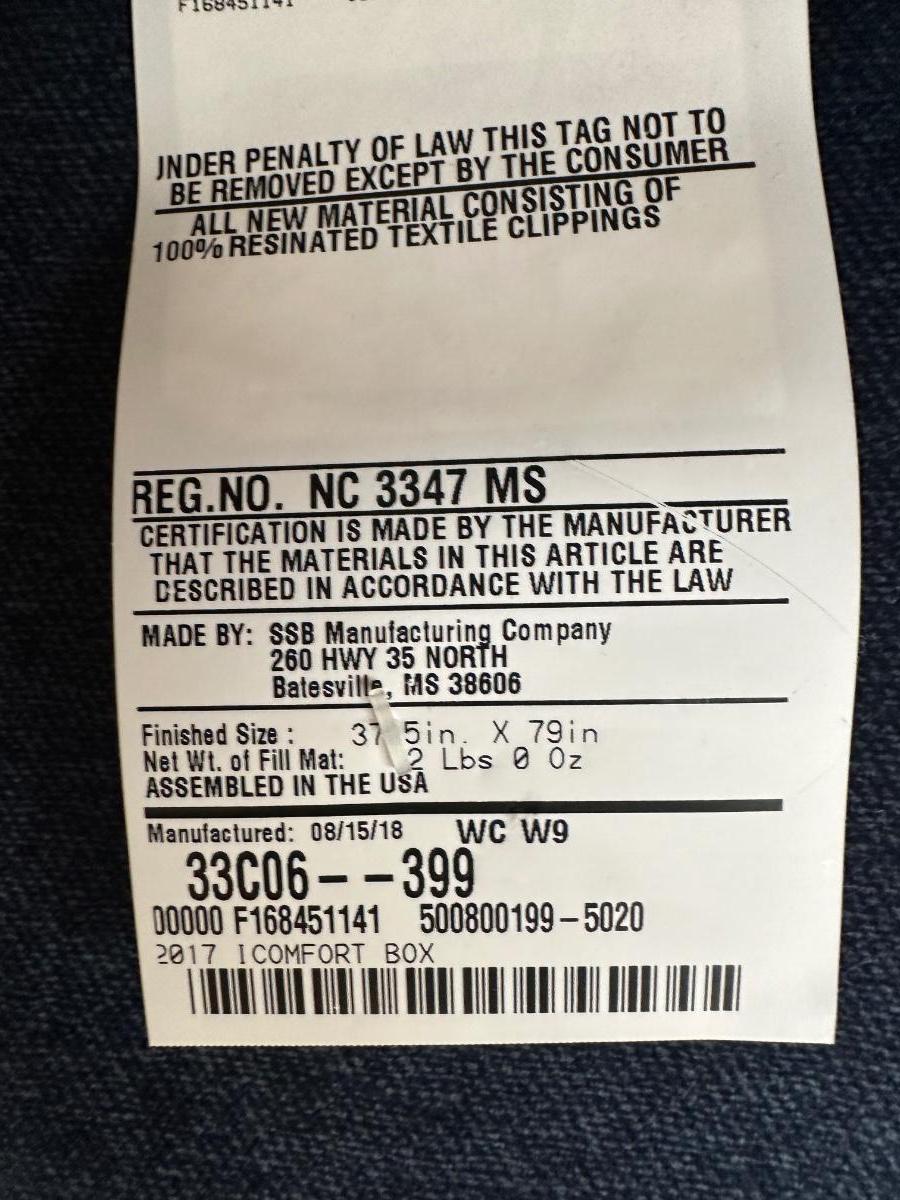 F168451141
UNDER PENALTY OF LAW THIS TAG NOT TO
BE REMOVED EXCEPT BY THE CONSUMER
ALL NEW MATERIAL CONSISTING OF
100% RESINATED TEXTILE CLIPPINGS
REG.NO. NC 3347 MS
CERTIFICATION IS MADE BY THE MANUFACTURER
THAT THE MATERIALS IN THIS ARTICLE ARE
DESCRIBED IN ACCORDANCE WITH THE LAW
MADE BY: SSB Manufacturing Company
260 HWY 35 NORTH
Batesville, MS 38606
Finished Size : 37 5in. X 79in
Net Wt. of Fill Mat: 2 Lbs 0 Oz
ASSEMBLED IN THE USA
Manufactured: 08/15/18 WC W9
33C06--399
00000 F168451141 500800199-5020
2017 ICOMFORT BOX